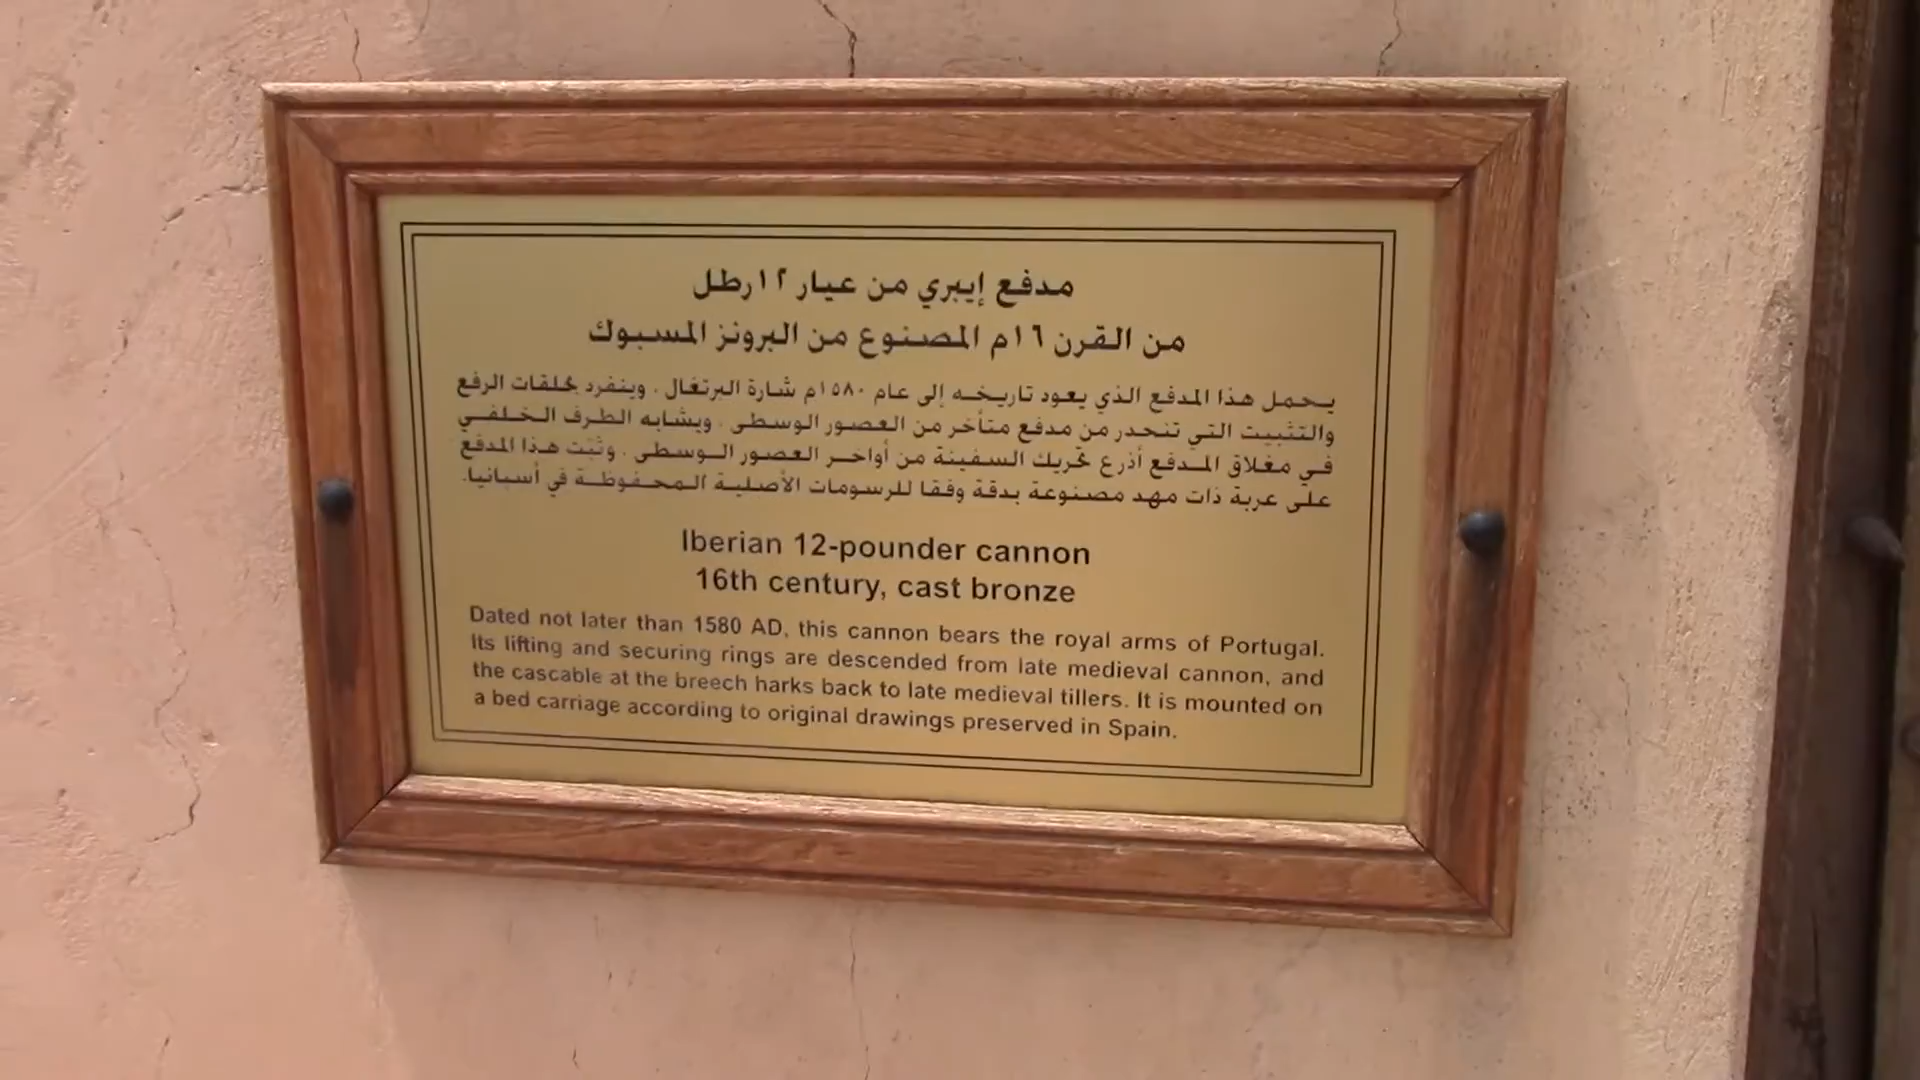 مدفع إيبري من عيار ١٢رطل
من القرن ١٦م المصنوع من البرونز المسبوك
يحمل هذا المدفع الذي يعود تاريخه إلى عام ١٥٨٠م شارة البرتغال . وينفرد بحلقات الرفع
والتثبيت التي تنحدر من مدفع متأخر من العصور الوسطى . ويشابه الطرف الخلفي
في مغلاق المدفع أذرع تحريك السفينة من أواخر العصور الوسطى . وثبّت هذا المدفع
على عربة ذات مهد مصنوعة بدقة وفقا للرسومات الأصلية المحفوظة في أسبانيا.
Iberian 12-pounder cannon
16th century, cast bronze
Dated not later than 1580 AD, this cannon bears the royal arms of Portugal.
Its lifting and securing rings are descended from late medieval cannon, and
the cascable at the breech harks back to late medieval tillers. It is mounted on
a bed carriage according to original drawings preserved in Spain.